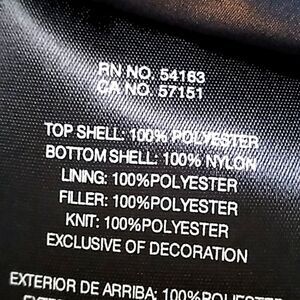 RN NO. 54163
CA NO. 57151
TOP SHELL: 100% POLYESTER
BOTTOM SHELL: 100% NYLON
LINING: 100%POLYESTER
FILLER: 100%POLYESTER
KNIT: 100%POLYESTER
EXCLUSIVE OF DECORATION
EXTERIOR DE ARRIBA: 100%POLIEST